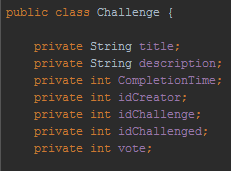 public class Challenge {
private String title;
private String description;
private int CompletionTime;
private int idCreator;
private int idChallenge;
private int idChallenged;
private int vote;